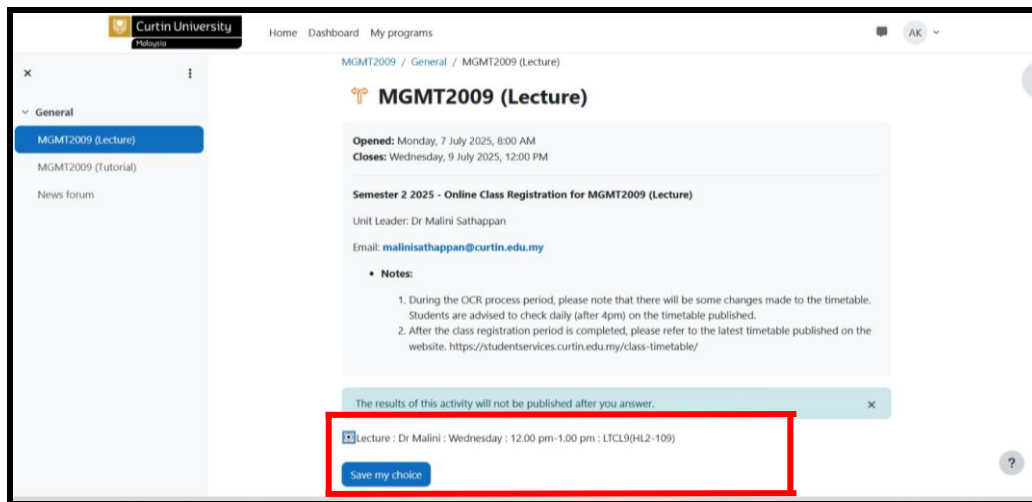 Curtin University
Malaysia
Home Dashboard My programs
AK
General
MGMT2009 (Lecture)
MGMT2009 (Tutorial)
News forum
MGMT2009 / General / MGMT2009 (Lecture)
MGMT2009 (Lecture)
Opened: Monday, 7 July 2025, 8:00 AM
Closes: Wednesday, 9 July 2025, 12:00 PM
Semester 2 2025 - Online Class Registration for MGMT2009 (Lecture)
Unit Leader: Dr Malini Sathappan
Email: malinisathappan@curtin.edu.my
• Notes:
1. During the OCR process period, please note that there will be some changes made to the timetable.
Students are advised to check daily (after 4pm) on the timetable published.
2. After the class registration period is completed, please refer to the latest timetable published on the
website. https://studentservices.curtin.edu.my/class-timetable/
The results of this activity will not be published after you answer.
Lecture : Dr Malini : Wednesday : 12.00 pm-1.00 pm : LTCL9(HL2-109)
Save my choice
?